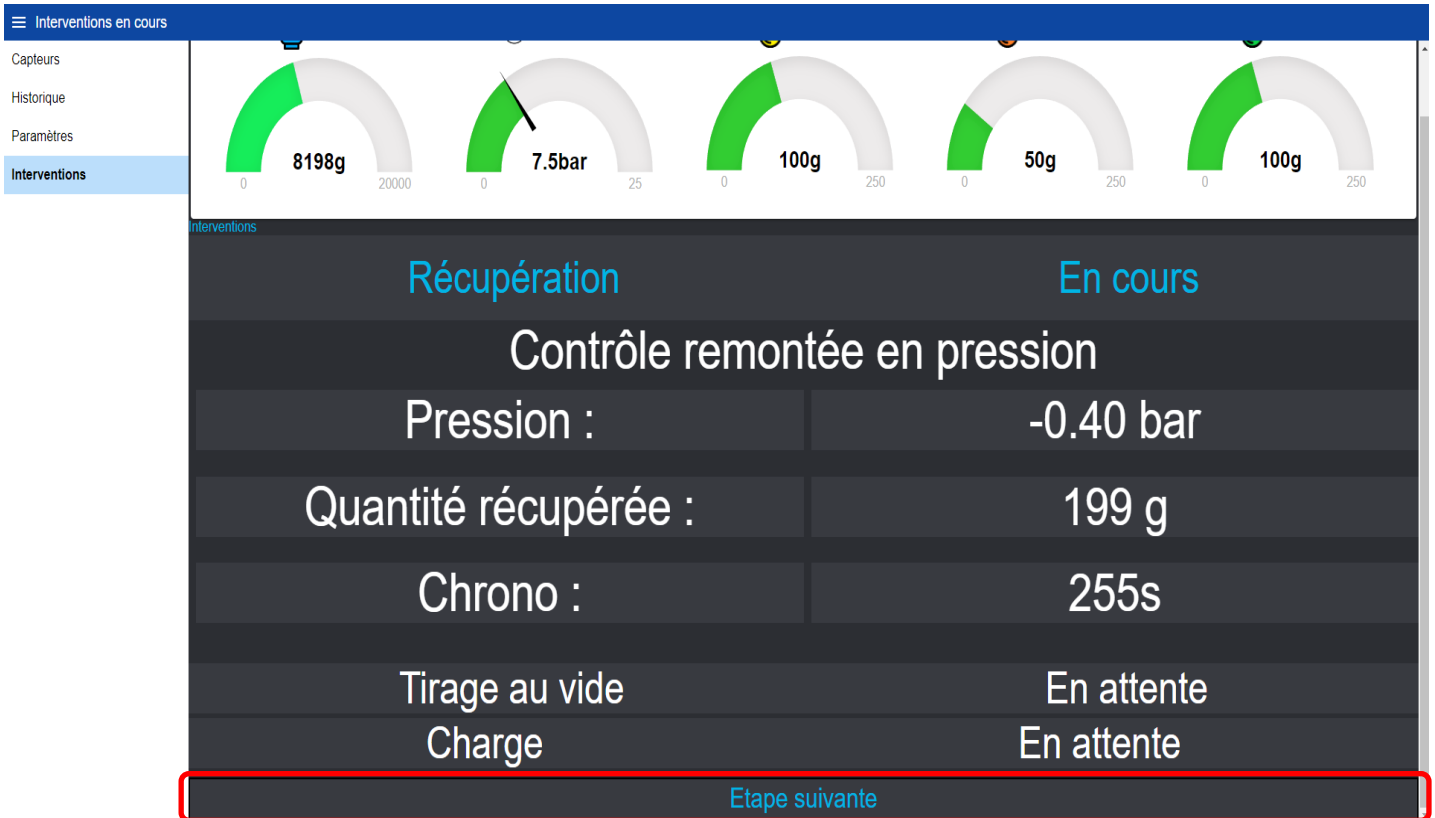 Interventions en cours
Capteurs
Historique
Paramètres
Interventions
8198g
0 20000
7.5bar
0 25
100g
0 250
50g
0 250
100g
0 250
Interventions
Récupération En cours
Contrôle remontée en pression
Pression : -0.40 bar
Quantité récupérée : 199 g
Chrono : 255s
Tirage au vide En attente
Charge En attente
Etape suivante